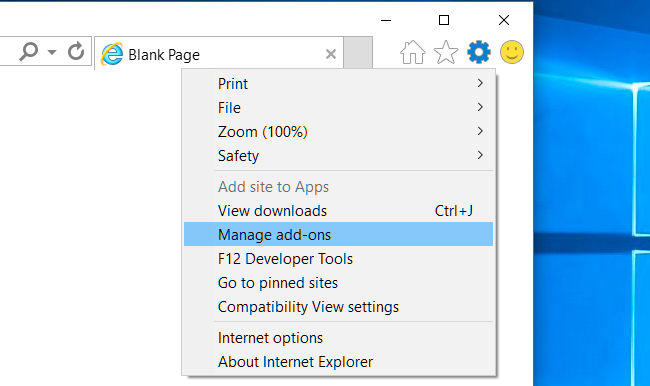 Blank Page
Print
File
Zoom (100%)
Safety
Add site to Apps
View downloads Ctrl+J
Manage add-ons
F12 Developer Tools
Go to pinned sites
Compatibility View settings
Internet options
About Internet Explorer